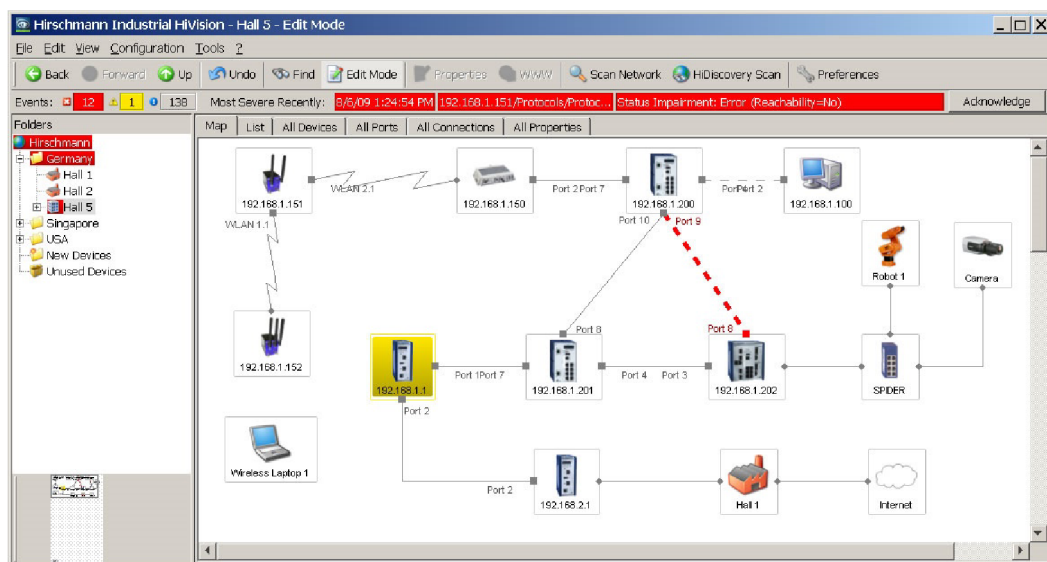 Hirschmann Industrial HiVision - Hall 5 - Edit Mode
File Edit View Configuration Tools ?
Back Forward Up Undo Find Edit Mode Properties WWW Scan Network HiDiscovery Scan Preferences
Events: 12 1 138 Most Severe Recently: 8/6/09 1:24:54 PM 192.168.1.151/Protocols/Protoc... Status Impairment: Error (Reachability=No) Acknowledge
Folders
Hirschmann
Germany
Hall 1
Hall 2
Hall 5
Singapore
USA
New Devices
Unused Devices
Map List All Devices All Ports All Connections All Properties
WLAN 2.1 Port 2 Port 7 Port 2
192.168.1.151 192.168.1.150 192.168.1.200 192.168.1.100
WLAN 1.1 Port 10 Port 9
Robot 1 Camera
Port 8 Port 8
192.168.1.152
Port 1 Port 7 Port 4 Port 3
192.168.1.1 192.168.1.201 192.168.1.202 SPIDER
Port 2
Wireless Laptop 1
Port 2
192.168.2.1 Hall 1 Internet